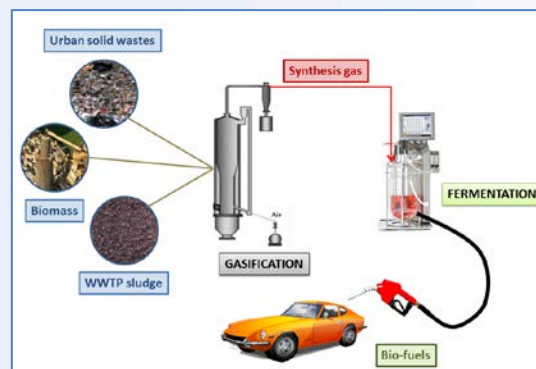 Urban solid wastes
Synthesis gas
Biomass
Air
FERMENTATION
WWTP sludge
GASIFICATION
Bio-fuels